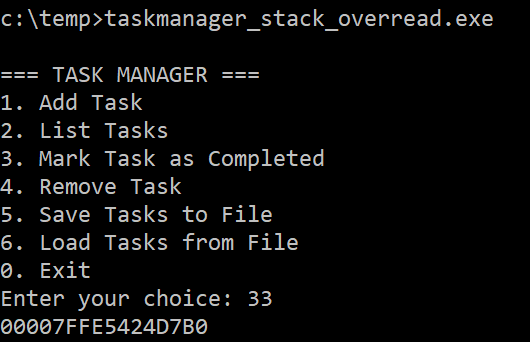 c:\temp>taskmanager_stack_overread.exe
=== TASK MANAGER ===
1. Add Task
2. List Tasks
3. Mark Task as Completed
4. Remove Task
5. Save Tasks to File
6. Load Tasks from File
0. Exit
Enter your choice: 33
00007FFE5424D7B0